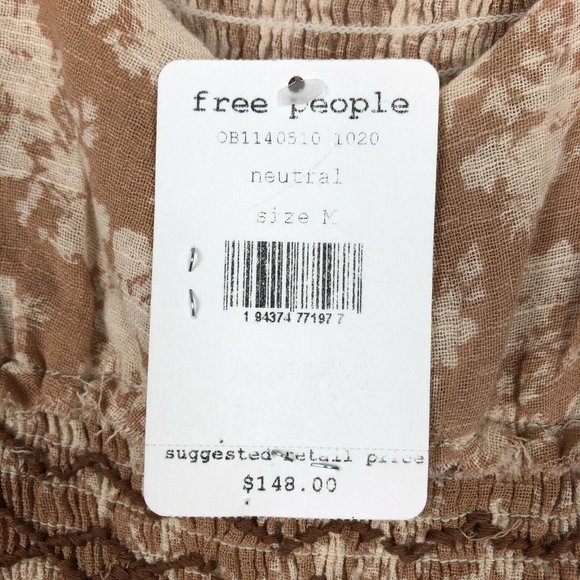 free people
OB1140510 1020
neutral
size M
1 94374 77197 7
suggested retail price
$148.00